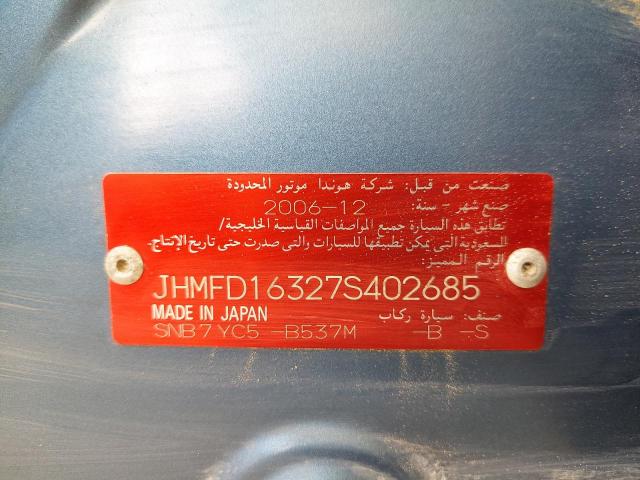 صنعت من قبل: شركة هوندا موتور المحدودة
صنع شهر - سنة: 2006-12
تطابق هذه السيارة جميع المواصفات القياسية الخليجية/
السعودية التي يمكن تطبيقها للسيارات والتي صدرت حتى تاريخ الإنتاج.
الرقم المميز:
JHMFD16327S402685
MADE IN JAPAN صنف: سيارة ركاب
SNB7YC5 -B537M -B -S